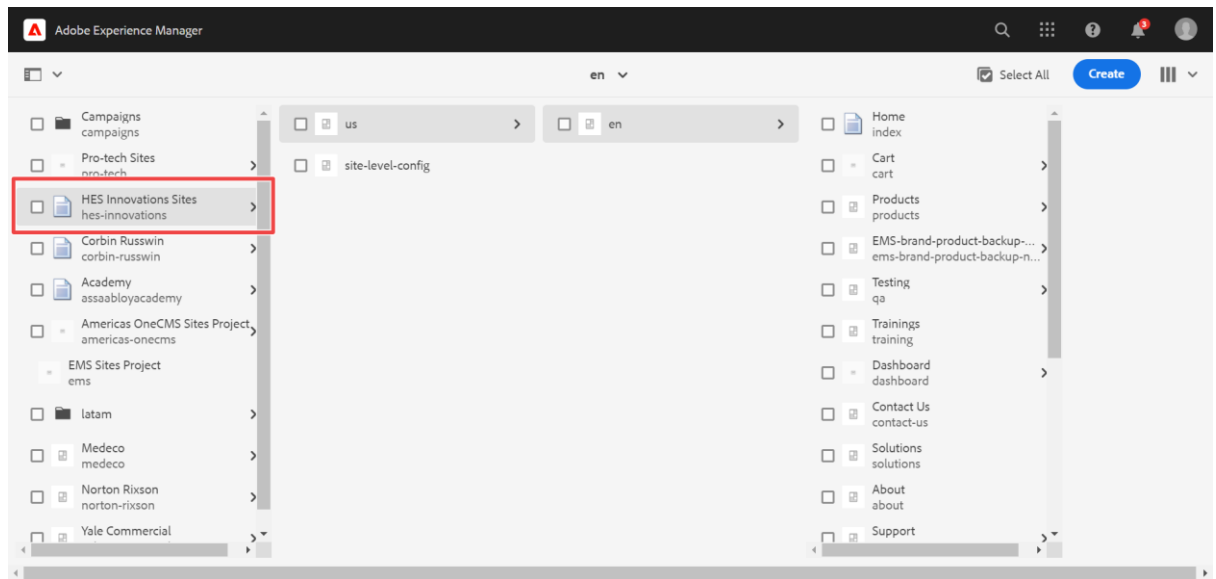 Adobe Experience Manager
3
en
Select All
Create
Campaigns
campaigns
Pro-tech Sites
pro-tech
HES Innovations Sites
hes-innovations
Corbin Russwin
corbin-russwin
Academy
assaabloyacademy
Americas OneCMS Sites Project
americas-onecms
EMS Sites Project
ems
latam
Medeco
medeco
Norton Rixson
norton-rixson
Yale Commercial
us
site-level-config
en
Home
index
Cart
cart
Products
products
EMS-brand-product-backup-...
ems-brand-product-backup-n...
Testing
qa
Trainings
training
Dashboard
dashboard
Contact Us
contact-us
Solutions
solutions
About
about
Support